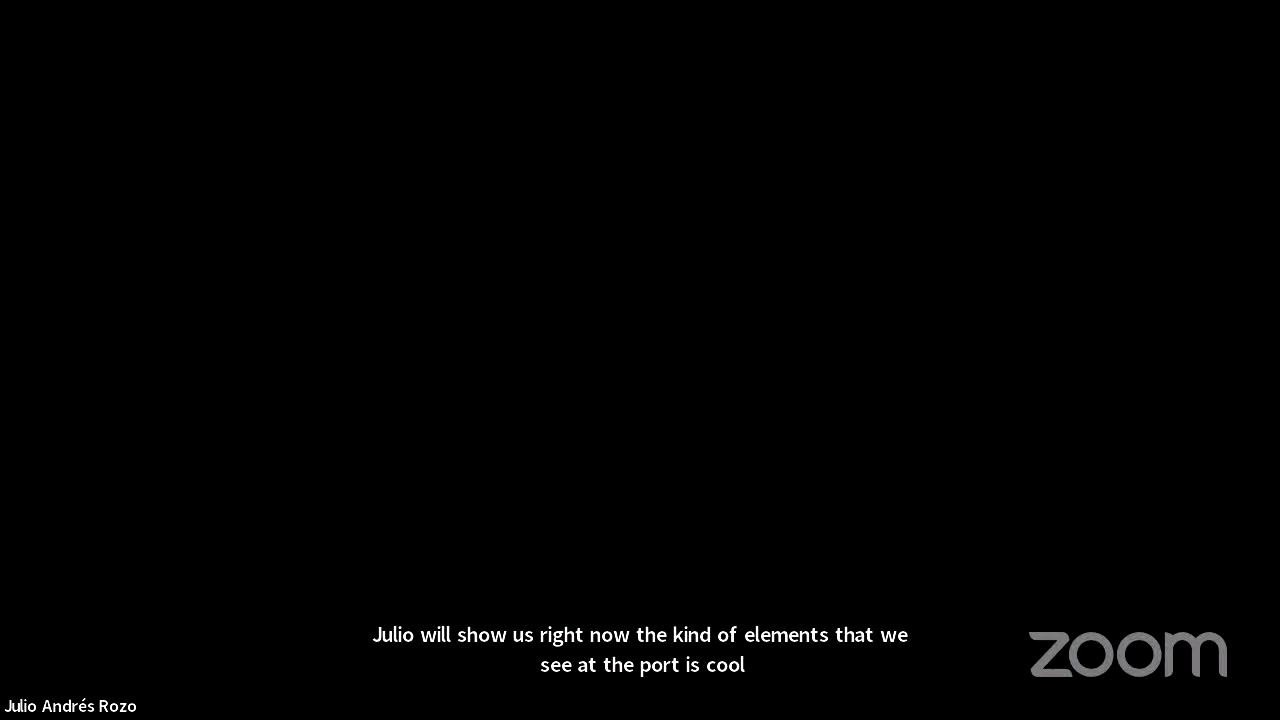 Julio will show us right now the kind of elements that we
see at the port is cool
zoom
Julio Andrés Rozo